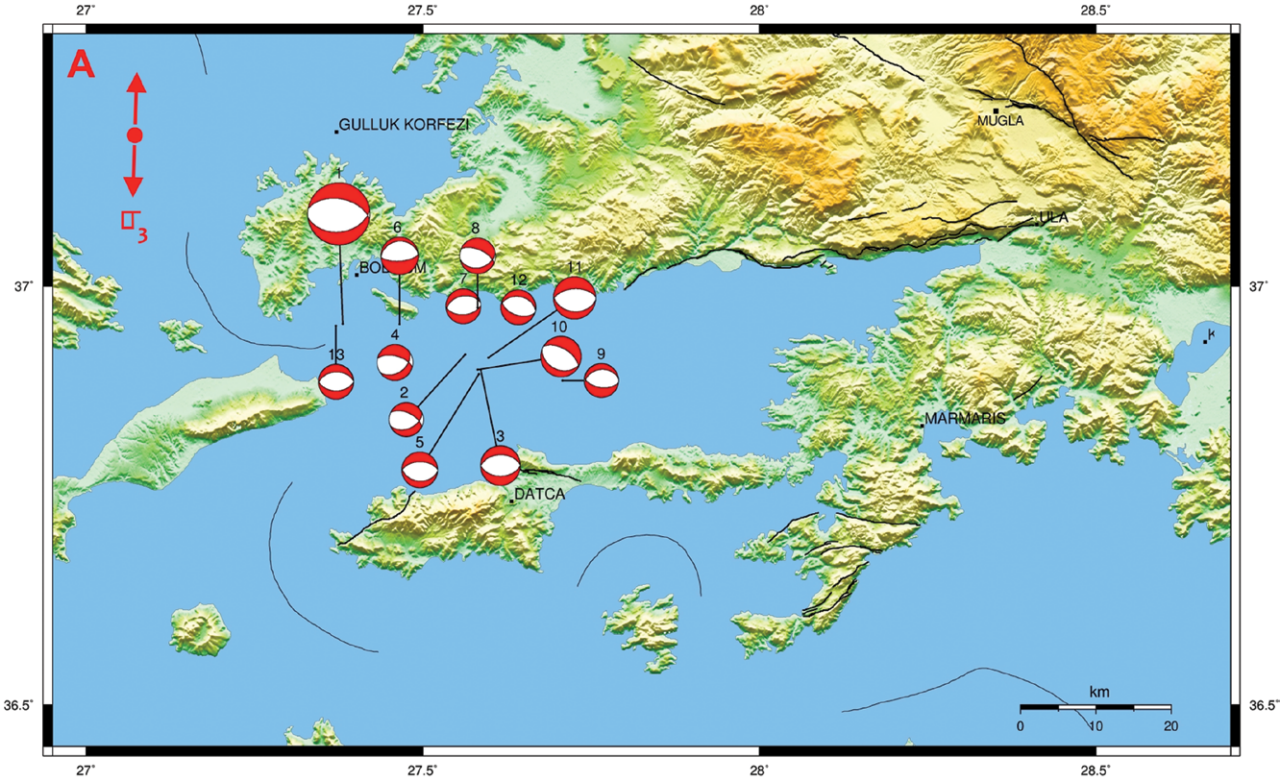 27° 27.5° 28° 28.5°
A
GULLUK KORFEZI
MUGLA
1
σ3
ULA
6 8
BODRUM
7 12 11
37° 37°
10
13 4 9
2
MARMARIS
5 3
DATCA
km
36.5° 36.5°
0 10 20
27° 27.5° 28° 28.5°